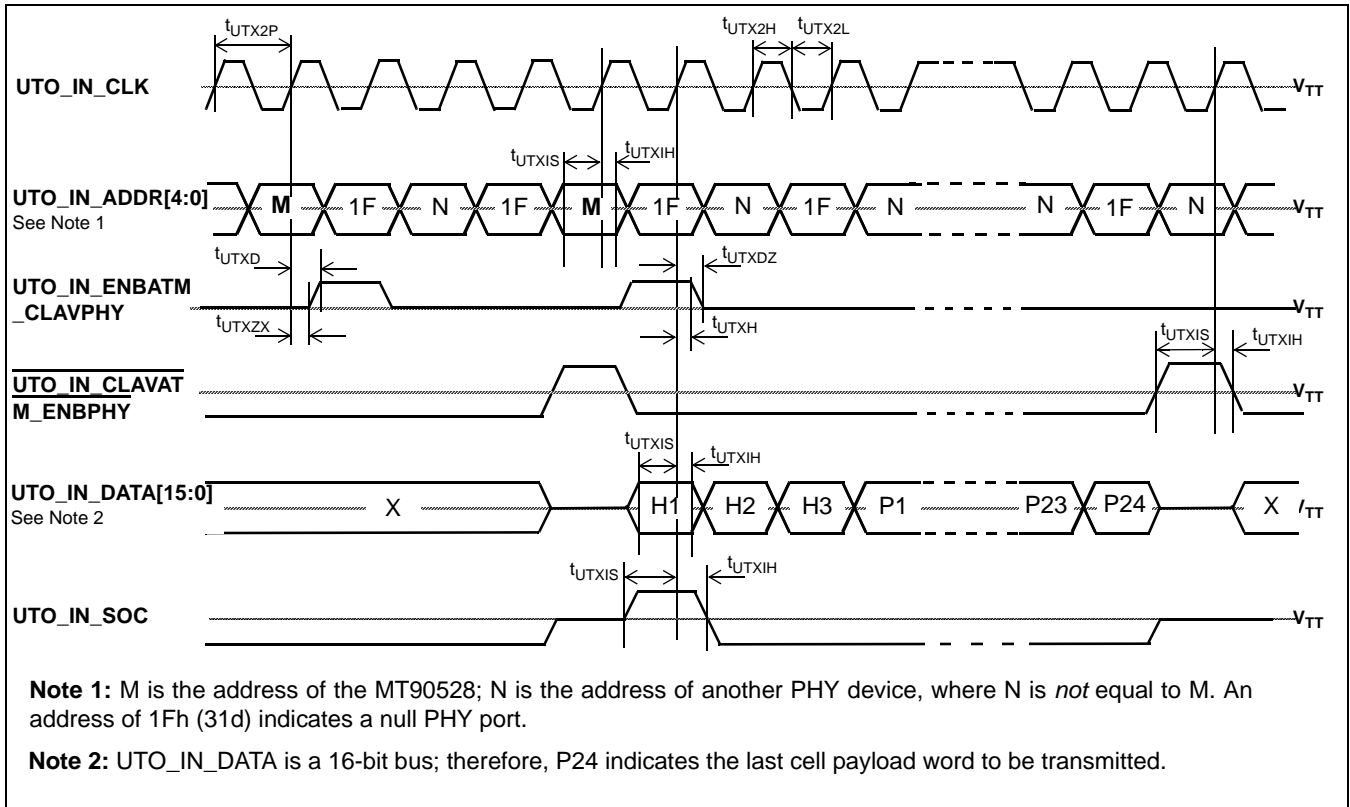 tUTX2P tUTX2H tUTX2L
UTO_IN_CLK VTT
tUTXIS tUTXIH
UTO_IN_ADDR[4:0] M 1F N 1F M 1F N 1F N N 1F N VTT
See Note 1
tUTXD tUTXDZ
UTO_IN_ENBATM
_CLAVPHY VTT
tUTXZX tUTXH tUTXIS tUTXIH
UTO_IN_CLAVAT VTT
M_ENBPHY
tUTXIS tUTXIH
UTO_IN_DATA[15:0] X H1 H2 H3 P1 P23 P24 X VTT
See Note 2
tUTXIS tUTXIH
UTO_IN_SOC VTT
Note 1: M is the address of the MT90528; N is the address of another PHY device, where N is not equal to M. An
address of 1Fh (31d) indicates a null PHY port.
Note 2: UTO_IN_DATA is a 16-bit bus; therefore, P24 indicates the last cell payload word to be transmitted.